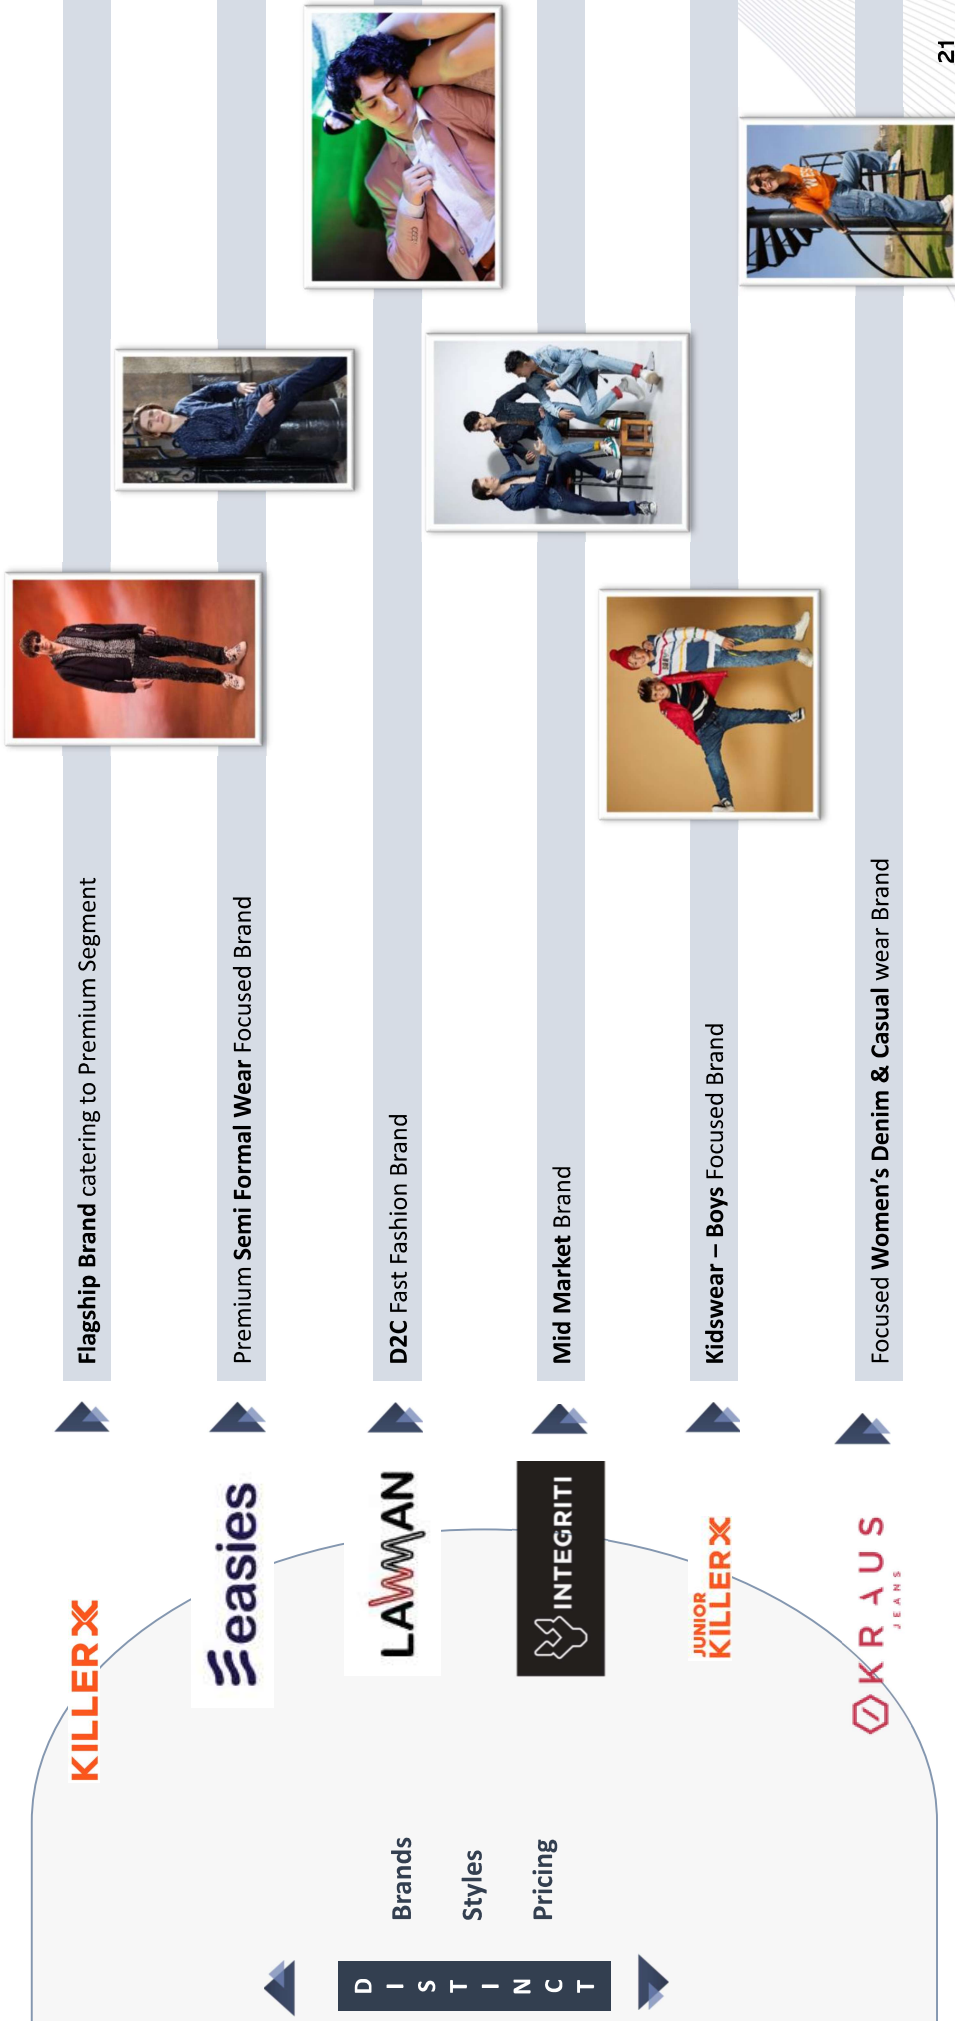 DISTINCT
Brands
Styles
Pricing
KILLER
Flagship Brand catering to Premium Segment
easies
Premium Semi Formal Wear Focused Brand
LAWMAN
D2C Fast Fashion Brand
INTEGRITI
Mid Market Brand
JUNIOR
KILLER
Kidswear – Boys Focused Brand
KRAUS
JEANS
Focused Women's Denim & Casual wear Brand
21